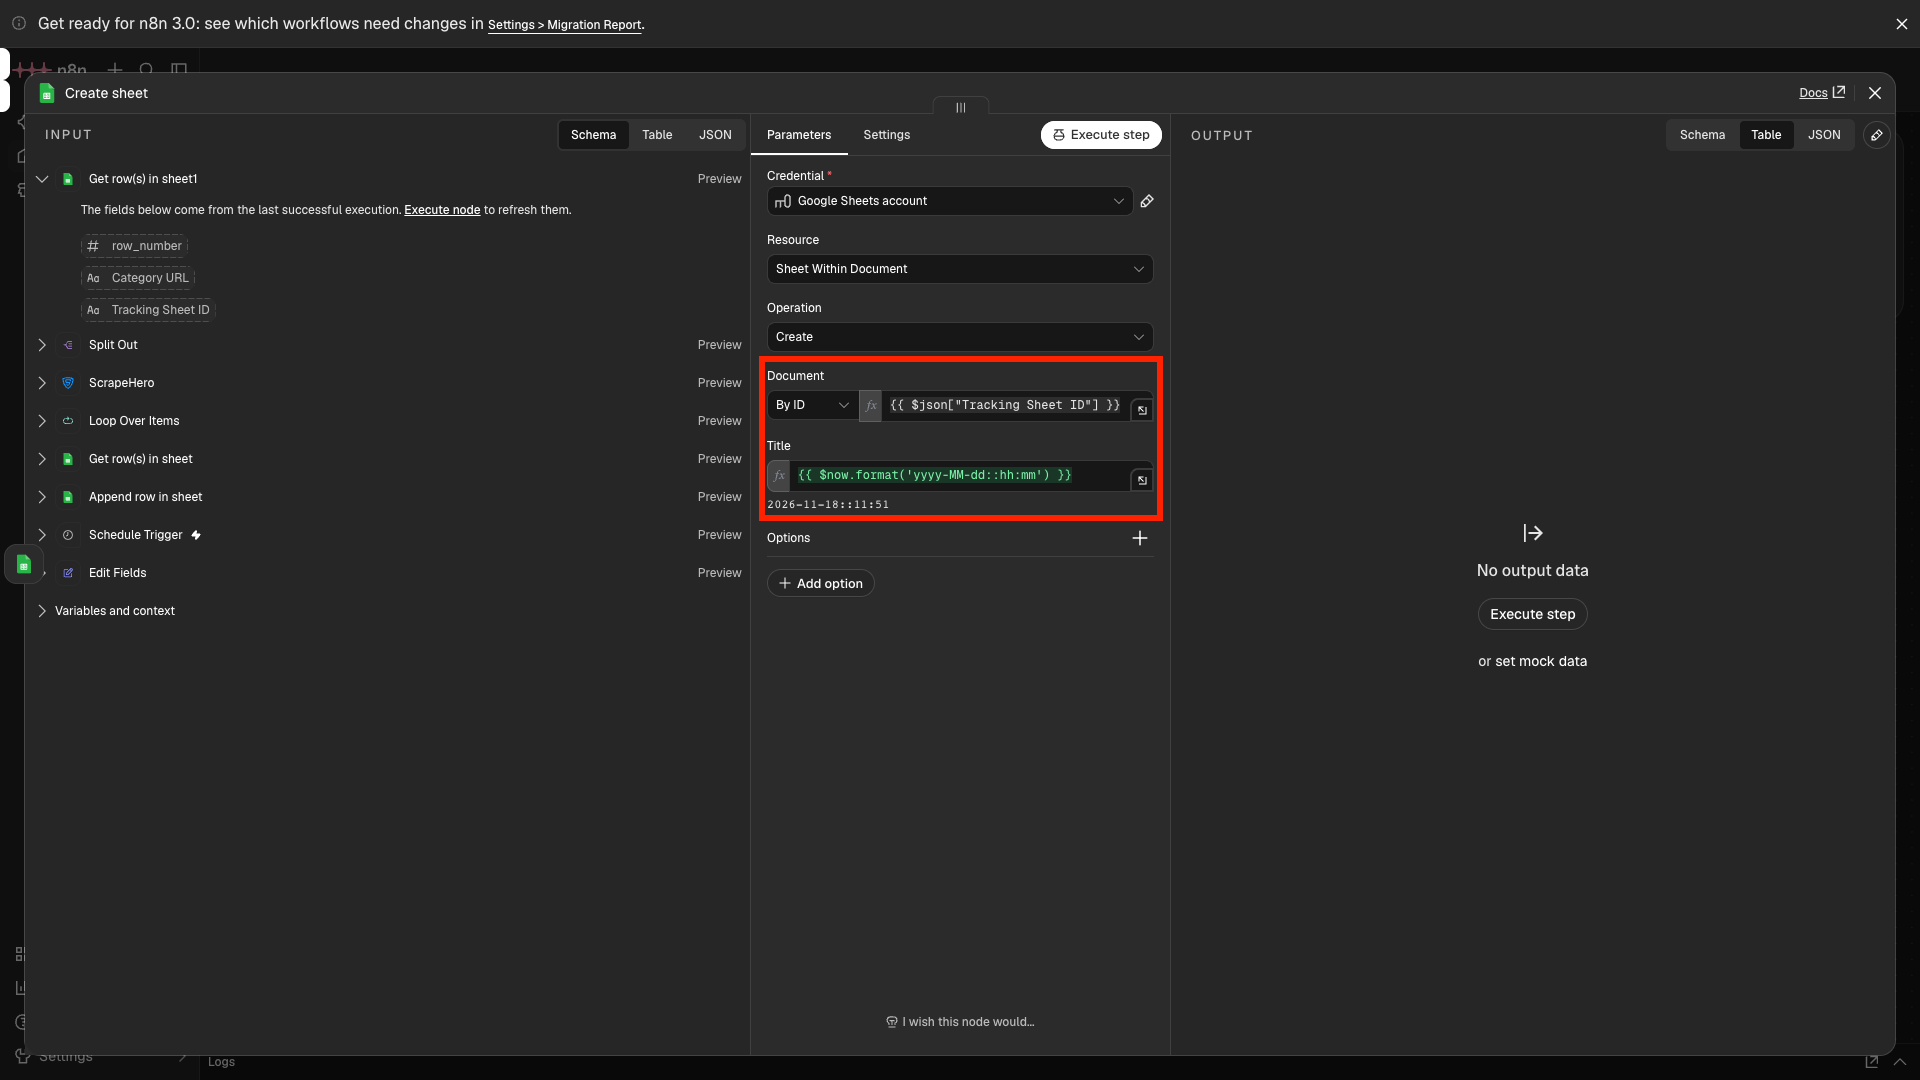 Get ready for n8n 3.0: see which workflows need changes in Settings > Migration Report.
n8n
Create sheet
Docs
INPUT
Schema
Table
JSON
Parameters
Settings
Execute step
OUTPUT
Schema
Table
JSON
Get row(s) in sheet1
Preview
The fields below come from the last successful execution. Execute node to refresh them.
# row_number
Aa Category URL
Aa Tracking Sheet ID
Split Out
Preview
ScrapeHero
Preview
Loop Over Items
Preview
Get row(s) in sheet
Preview
Append row in sheet
Preview
Schedule Trigger
Preview
Edit Fields
Preview
Variables and context
Credential *
Google Sheets account
Resource
Sheet Within Document
Operation
Create
Document
By ID
fx {{ $json["Tracking Sheet ID"] }}
Title
fx {{ $now.format('yyyy-MM-dd::hh:mm') }}
2026-11-18::11:51
Options
Add option
I wish this node would...
No output data
Execute step
or set mock data
Settings
Logs